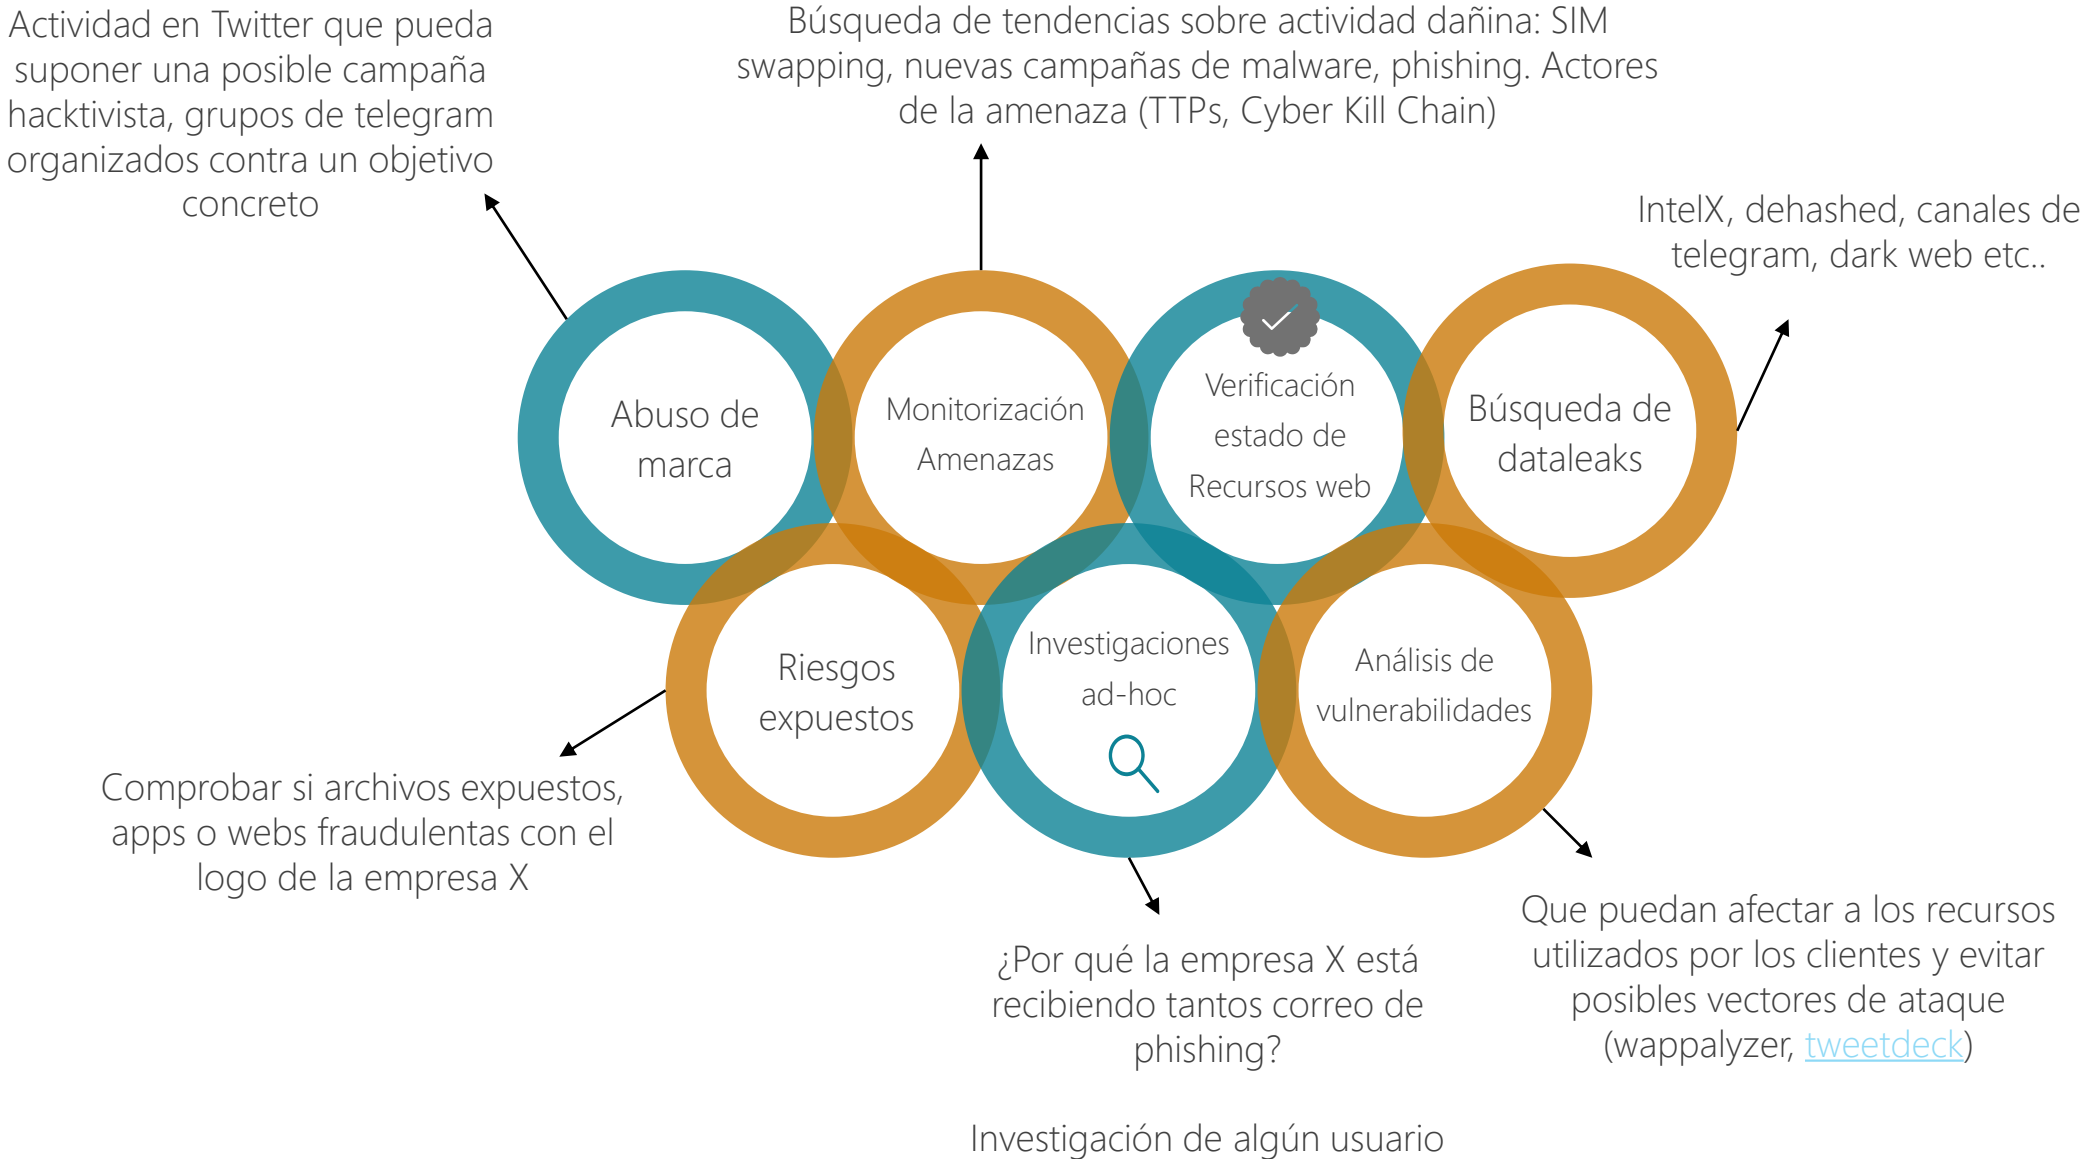 Actividad en Twitter que pueda
suponer una posible campaña
hacktivista, grupos de telegram
organizados contra un objetivo
concreto
Búsqueda de tendencias sobre actividad dañina: SIM
swapping, nuevas campañas de malware, phishing. Actores
de la amenaza (TTPs, Cyber Kill Chain)
IntelX, dehashed, canales de
telegram, dark web etc..
Abuso de
marca
Monitorización
Amenazas
Verificación
estado de
Recursos web
Búsqueda de
dataleaks
Riesgos
expuestos
Investigaciones
ad-hoc
Análisis de
vulnerabilidades
Comprobar si archivos expuestos,
apps o webs fraudulentas con el
logo de la empresa X
¿Por qué la empresa X está
recibiendo tantos correo de
phishing?
Investigación de algún usuario
Que puedan afectar a los recursos
utilizados por los clientes y evitar
posibles vectores de ataque
(wappalyzer, tweetdeck)